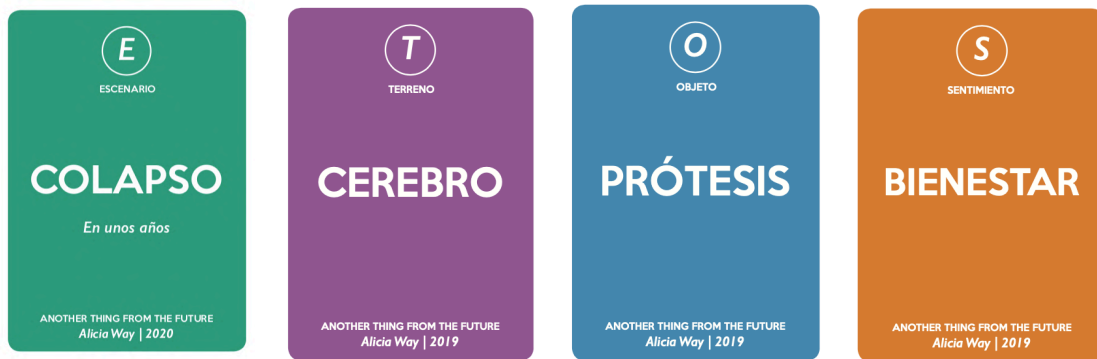 E
ESCENARIO
COLAPSO
En unos años
ANOTHER THING FROM THE FUTURE
Alicia Way | 2020
T
TERRENO
CEREBRO
ANOTHER THING FROM THE FUTURE
Alicia Way | 2019
O
OBJETO
PRÓTESIS
ANOTHER THING FROM THE FUTURE
Alicia Way | 2019
S
SENTIMIENTO
BIENESTAR
ANOTHER THING FROM THE FUTURE
Alicia Way | 2019